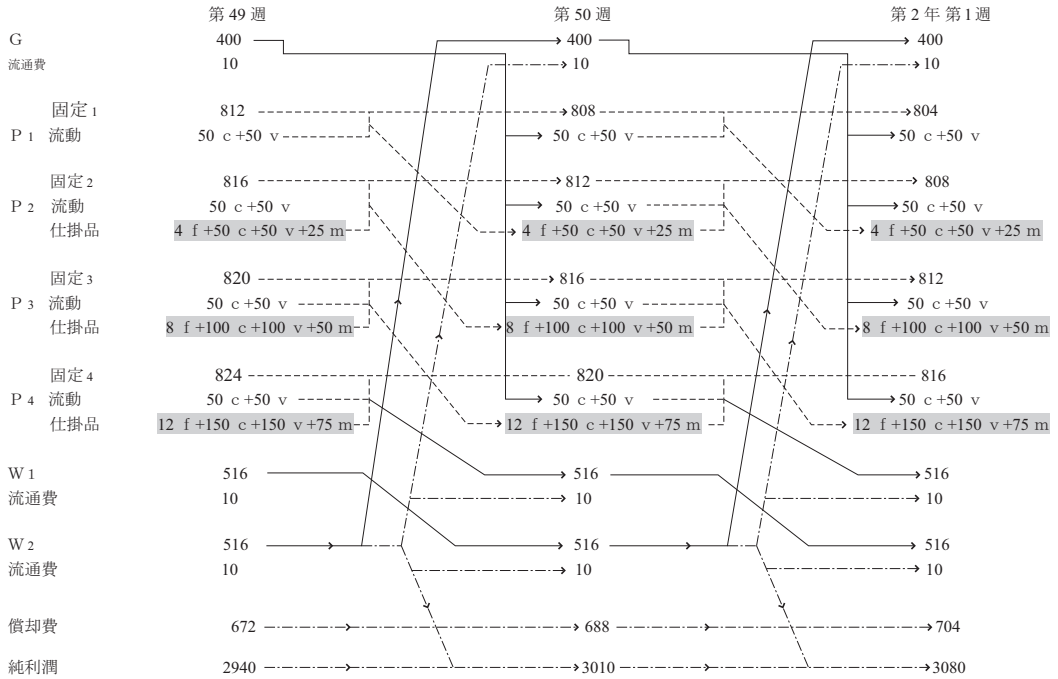 第 49 週 第 50 週 第 2 年 第 1 週
G 400 400 400
流通費 10 10 10
固定 1 812 808 804
P 1 流動 50 c +50 v 50 c +50 v 50 c +50 v
固定 2 816 812 808
P 2 流動 50 c +50 v 50 c +50 v 50 c +50 v
仕掛品 4 f +50 c +50 v +25 m 4 f +50 c +50 v +25 m 4 f +50 c +50 v +25 m
固定 3 820 816 812
P 3 流動 50 c +50 v 50 c +50 v 50 c +50 v
仕掛品 8 f +100 c +100 v +50 m 8 f +100 c +100 v +50 m 8 f +100 c +100 v +50 m
固定 4 824 820 816
P 4 流動 50 c +50 v 50 c +50 v 50 c +50 v
仕掛品 12 f +150 c +150 v +75 m 12 f +150 c +150 v +75 m 12 f +150 c +150 v +75 m
W 1 516 516 516
流通費 10 10 10
W 2 516 516 516
流通費 10 10 10
償却費 672 688 704
純利潤 2940 3010 3080